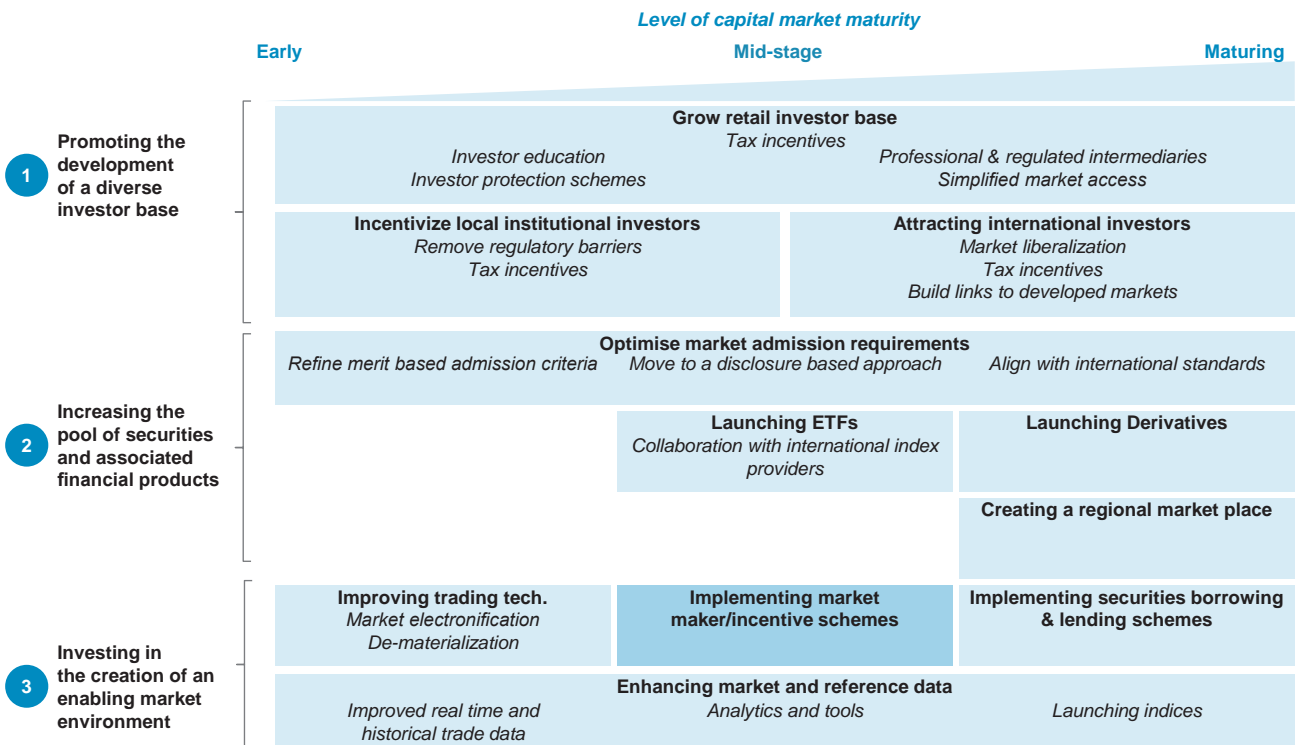 Level of capital market maturity
Early Mid-stage Maturing
1
Promoting the
development
of a diverse
investor base
Grow retail investor base
Tax incentives
Investor education
Investor protection schemes
Professional & regulated intermediaries
Simplified market access
Incentivize local institutional investors
Remove regulatory barriers
Tax incentives
Attracting international investors
Market liberalization
Tax incentives
Build links to developed markets
2
Increasing the
pool of securities
and associated
financial products
Optimise market admission requirements
Refine merit based admission criteria Move to a disclosure based approach Align with international standards
Launching ETFs
Collaboration with international index
providers
Launching Derivatives
Creating a regional market place
3
Investing in
the creation of an
enabling market
environment
Improving trading tech.
Market electronification
De-materialization
Implementing market
maker/incentive schemes
Implementing securities borrowing
& lending schemes
Enhancing market and reference data
Improved real time and
historical trade data
Analytics and tools
Launching indices